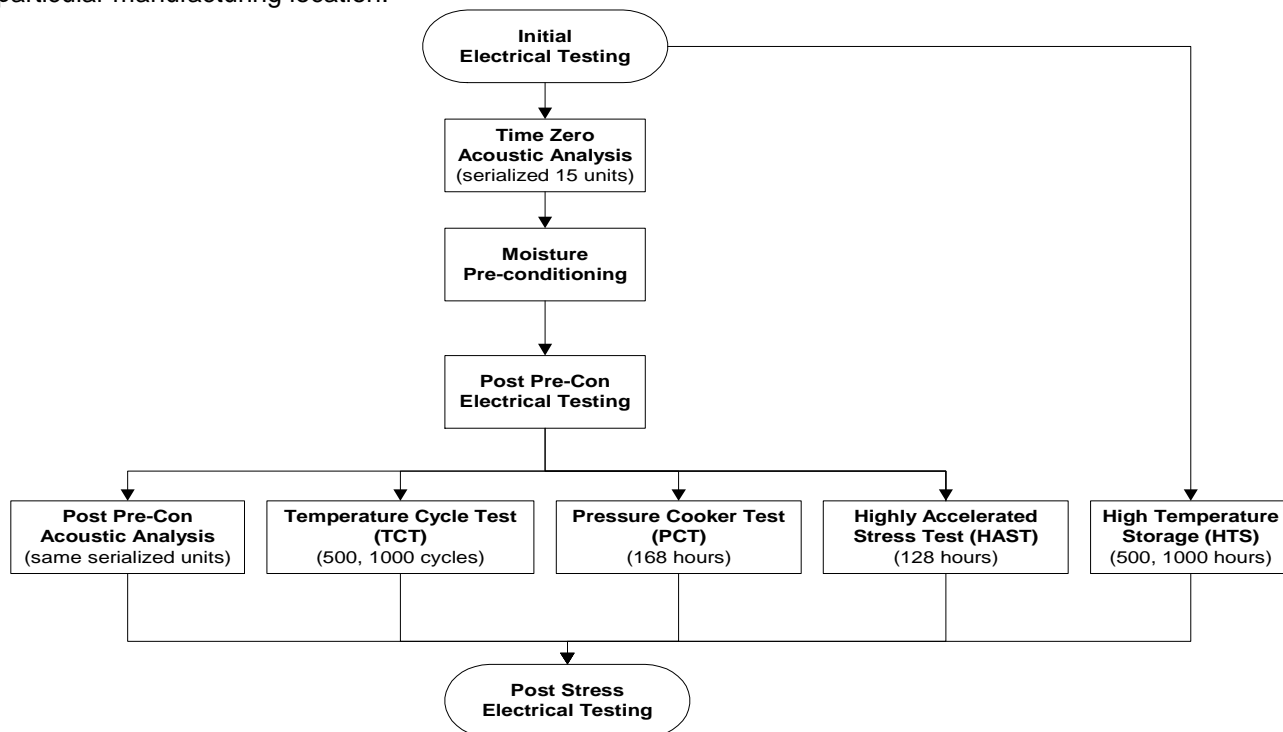 particular manufacturing location.
Initial
Electrical Testing
Time Zero
Acoustic Analysis
(serialized 15 units)
Moisture
Pre-conditioning
Post Pre-Con
Electrical Testing
Post Pre-Con
Acoustic Analysis
(same serialized units)
Temperature Cycle Test
(TCT)
(500, 1000 cycles)
Pressure Cooker Test
(PCT)
(168 hours)
Highly Accelerated
Stress Test (HAST)
(128 hours)
High Temperature
Storage (HTS)
(500, 1000 hours)
Post Stress
Electrical Testing